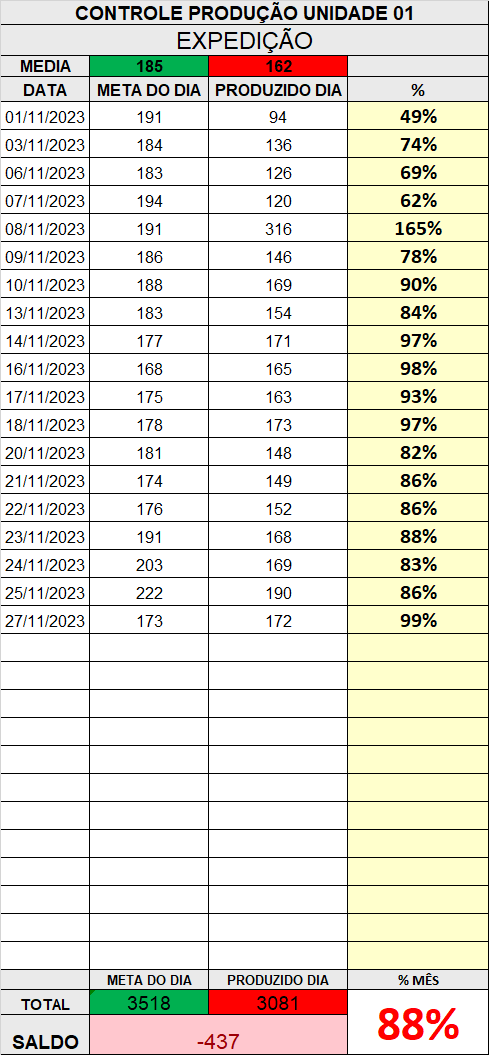 CONTROLE PRODUÇÃO UNIDADE 01
EXPEDIÇÃO
MEDIA 185 162
DATA META DO DIA PRODUZIDO DIA %
01/11/2023 191 94 49%
03/11/2023 184 136 74%
06/11/2023 183 126 69%
07/11/2023 194 120 62%
08/11/2023 191 316 165%
09/11/2023 186 146 78%
10/11/2023 188 169 90%
13/11/2023 183 154 84%
14/11/2023 177 171 97%
16/11/2023 168 165 98%
17/11/2023 175 163 93%
18/11/2023 178 173 97%
20/11/2023 181 148 82%
21/11/2023 174 149 86%
22/11/2023 176 152 86%
23/11/2023 191 168 88%
24/11/2023 203 169 83%
25/11/2023 222 190 86%
27/11/2023 173 172 99%
META DO DIA PRODUZIDO DIA % MÊS
TOTAL 3518 3081
88%
SALDO -437